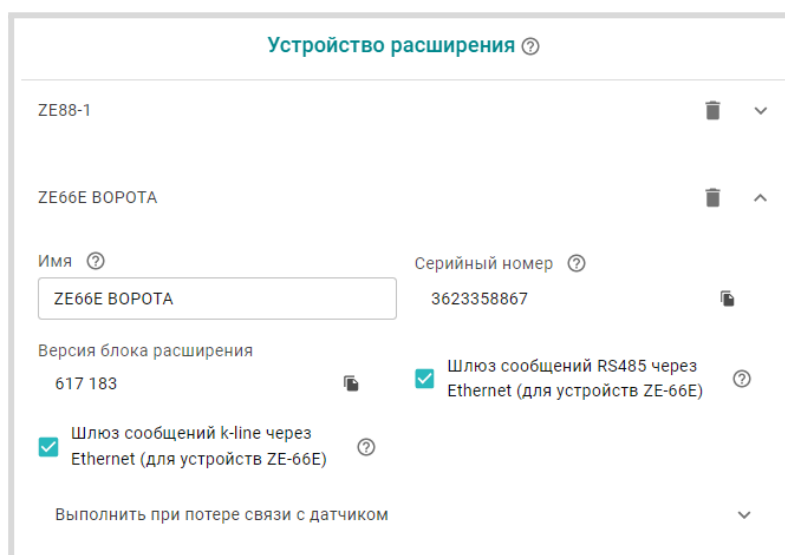 Устройство расширения
ZE88-1
ZE66E ВОРОТА
Имя
Серийный номер
ZE66E ВОРОТА
3623358867
Версия блока расширения
617 183
Шлюз сообщений RS485 через
Ethernet (для устройств ZE-66E)
Шлюз сообщений k-line через
Ethernet (для устройств ZE-66E)
Выполнить при потере связи с датчиком